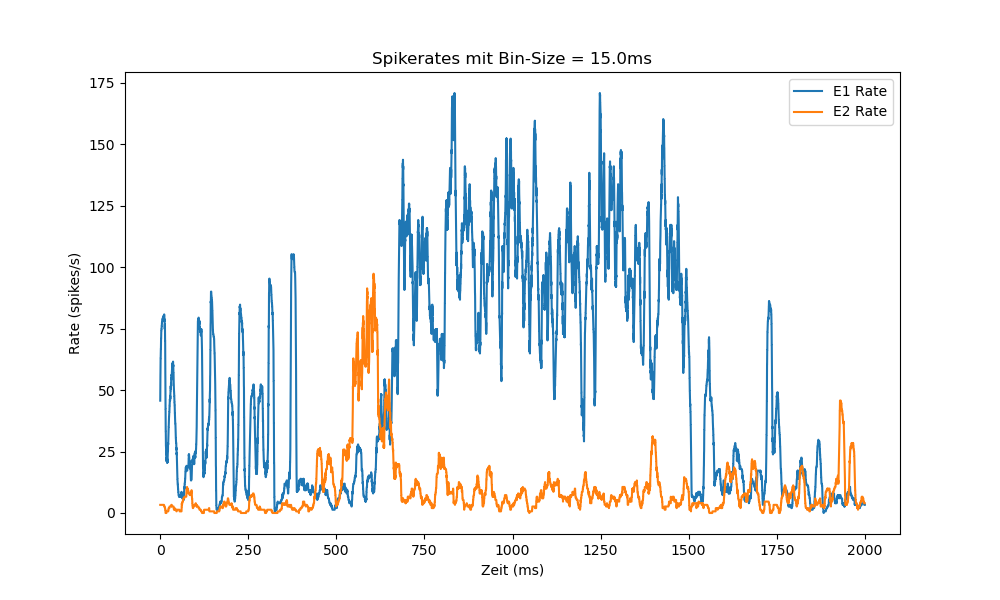 Spikerates mit Bin-Size = 15.0ms
E1 Rate
E2 Rate
175
150
125
100
75
50
25
0
Rate (spikes/s)
0 250 500 750 1000 1250 1500 1750 2000
Zeit (ms)